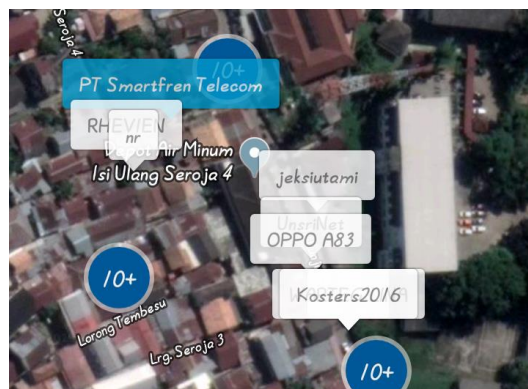 Seroja 4
10+
PT Smartfren Telecom
RHEVIEN
nr
Depot Air Minum
Isi Ulang Seroja 4
jeksiutami
UnsriNet
OPPO A83
10+
Kosters2016
Lorong Tembesu
Lrg. Seroja 3
10+